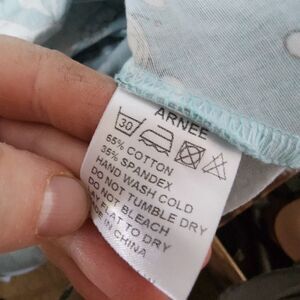 ARNEE
30
65% COTTON
35% SPANDEX
HAND WASH COLD
DO NOT TUMBLE DRY
DO NOT BLEACH
LAY FLAT TO DRY
MADE IN CHINA